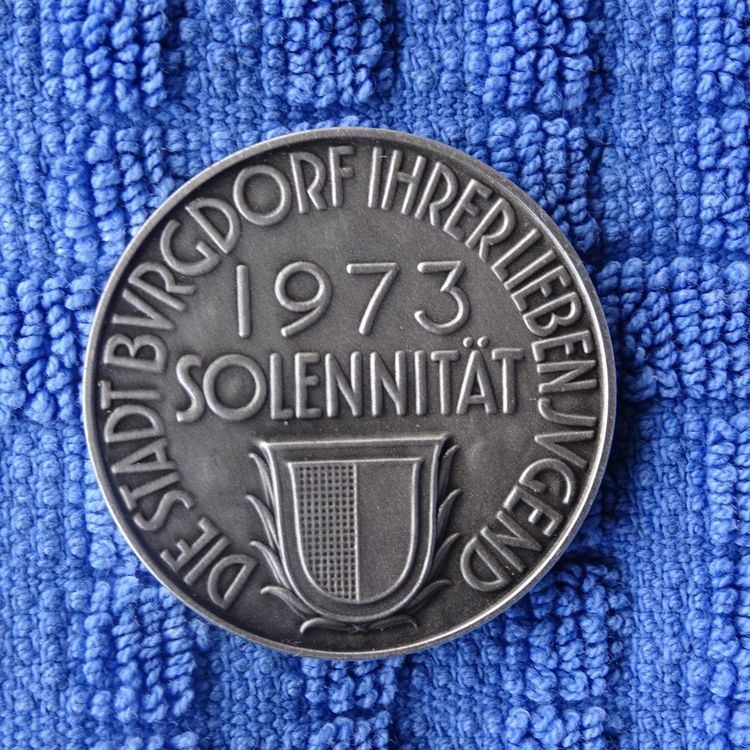 DIE STADT BVRGDORF IHRER LIEBEN JVGEND
1973
SOLENNITÄT